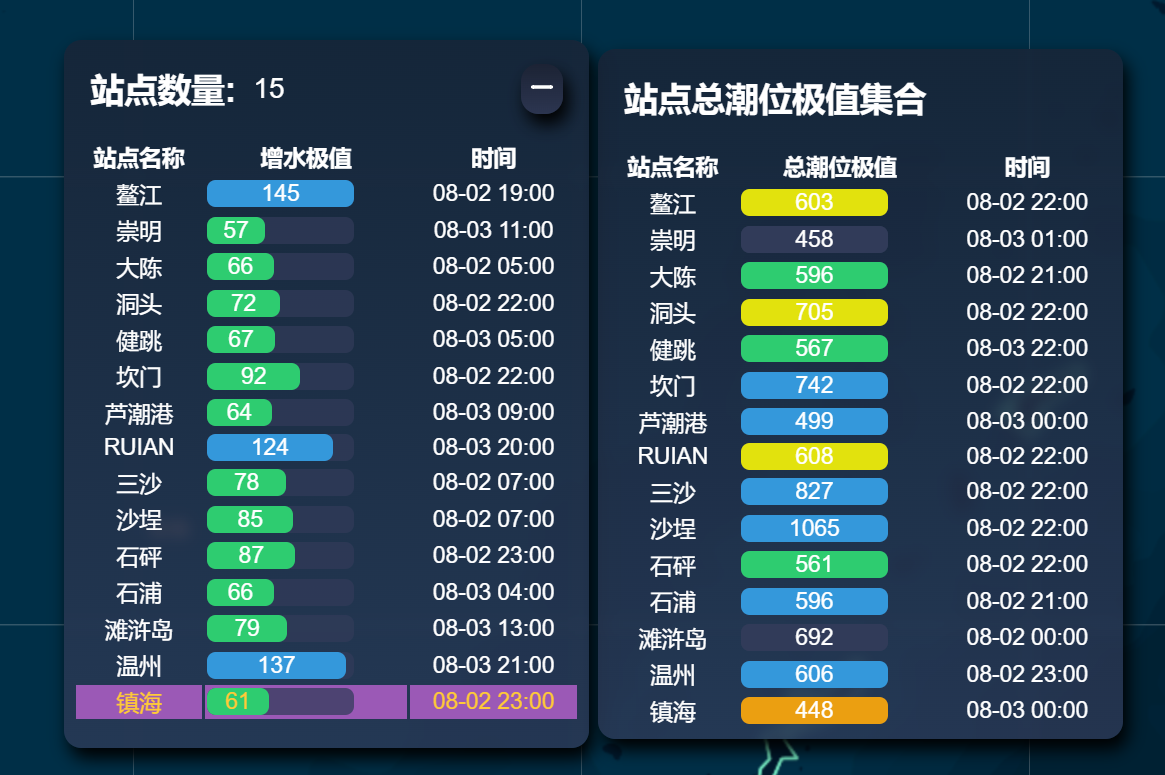 站点数量: 15
站点名称 增水极值 时间
鳌江 145 08-02 19:00
崇明 57 08-03 11:00
大陈 66 08-02 05:00
洞头 72 08-02 22:00
健跳 67 08-03 05:00
坎门 92 08-02 22:00
芦潮港 64 08-03 09:00
RUIAN 124 08-03 20:00
三沙 78 08-02 07:00
沙埕 85 08-02 07:00
石砰 87 08-02 23:00
石浦 66 08-03 04:00
滩浒岛 79 08-03 13:00
温州 137 08-03 21:00
镇海 61 08-02 23:00
站点总潮位极值集合
站点名称 总潮位极值 时间
鳌江 603 08-02 22:00
崇明 458 08-03 01:00
大陈 596 08-02 21:00
洞头 705 08-02 22:00
健跳 567 08-03 22:00
坎门 742 08-02 22:00
芦潮港 499 08-03 00:00
RUIAN 608 08-02 22:00
三沙 827 08-02 22:00
沙埕 1065 08-02 22:00
石砰 561 08-02 22:00
石浦 596 08-02 21:00
滩浒岛 692 08-02 00:00
温州 606 08-02 23:00
镇海 448 08-03 00:00